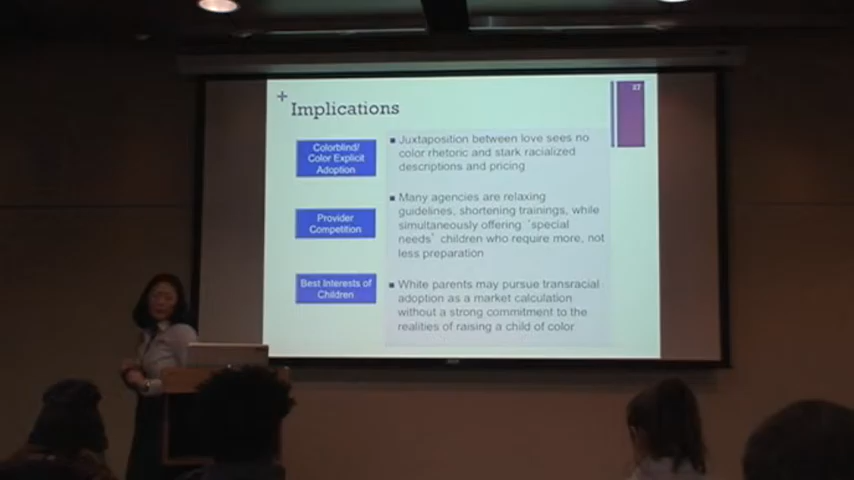 27
+
Implications
Colorblind/
Color Explicit
Adoption
■ Juxtaposition between love sees no
color rhetoric and stark racialized
descriptions and pricing
Provider
Competition
■ Many agencies are relaxing
guidelines, shortening trainings, while
simultaneously offering ‘special
needs’ children who require more, not
less preparation
Best Interests of
Children
■ White parents may pursue transracial
adoption as a market calculation
without a strong commitment to the
realities of raising a child of color